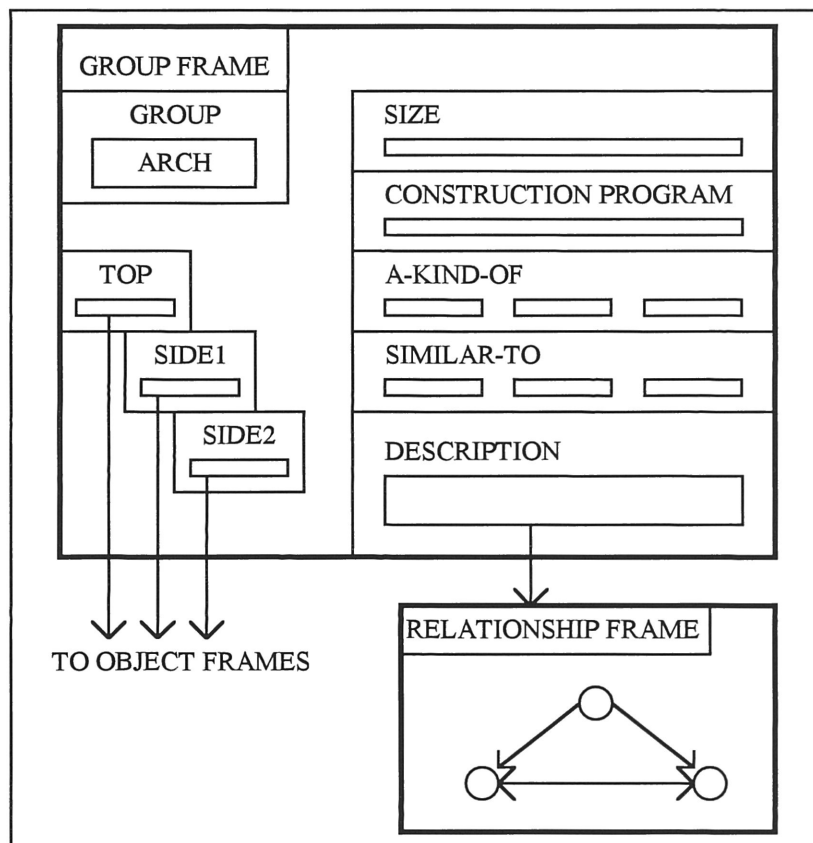 GROUP FRAME
GROUP
ARCH
TOP
SIDE1
SIDE2
TO OBJECT FRAMES
SIZE
CONSTRUCTION PROGRAM
A-KIND-OF
SIMILAR-TO
DESCRIPTION
RELATIONSHIP FRAME